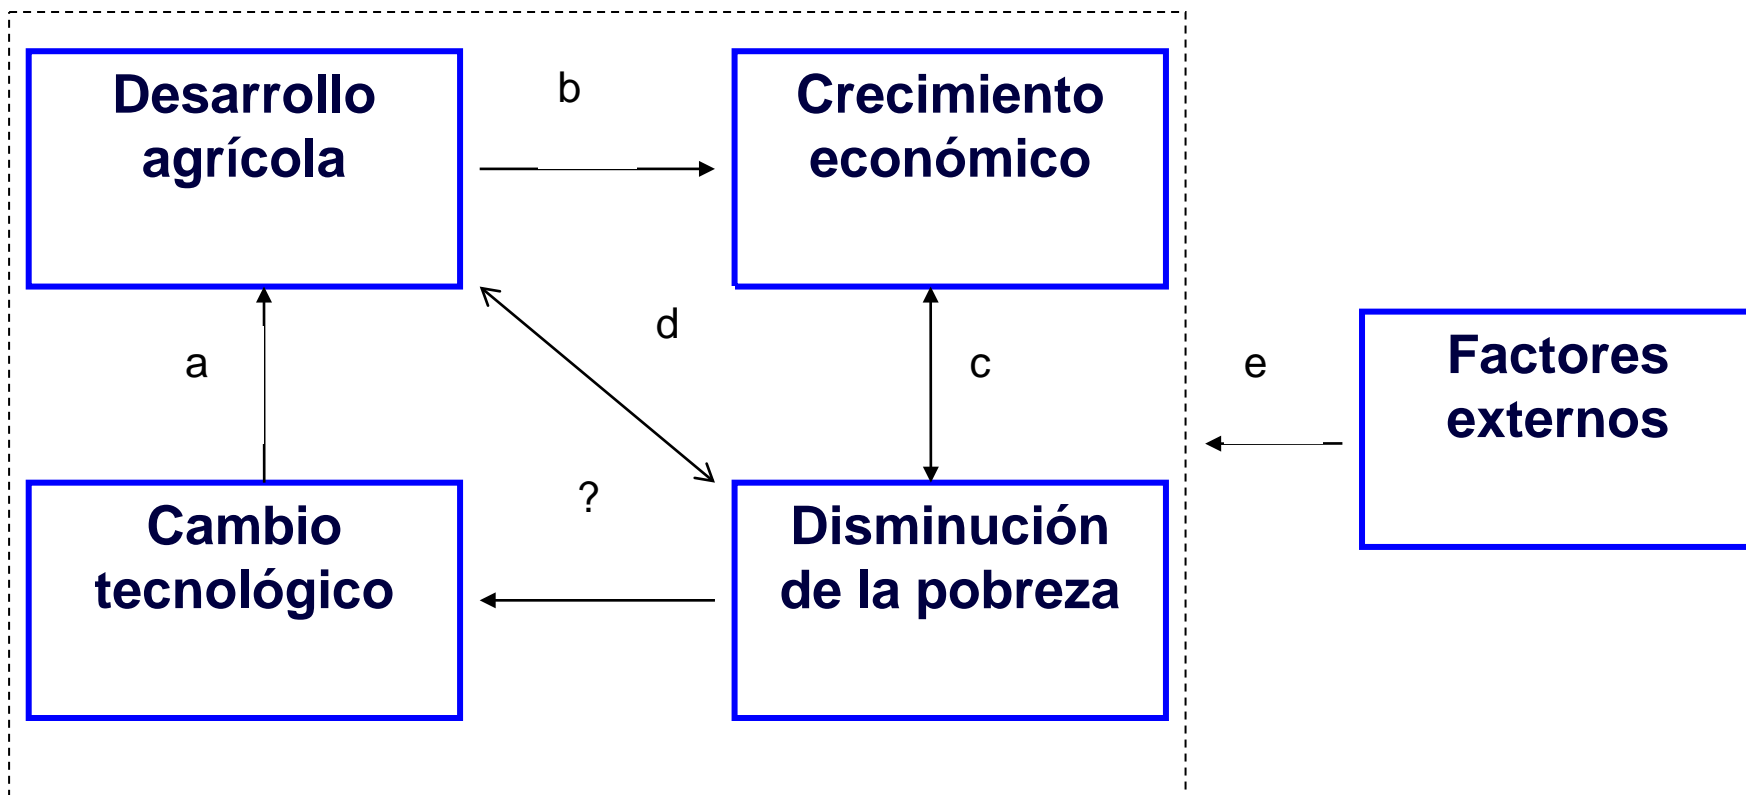 Desarrollo
agrícola
b
Crecimiento
económico
a
d
c
e
Factores
externos
Cambio
tecnológico
?
Disminución
de la pobreza